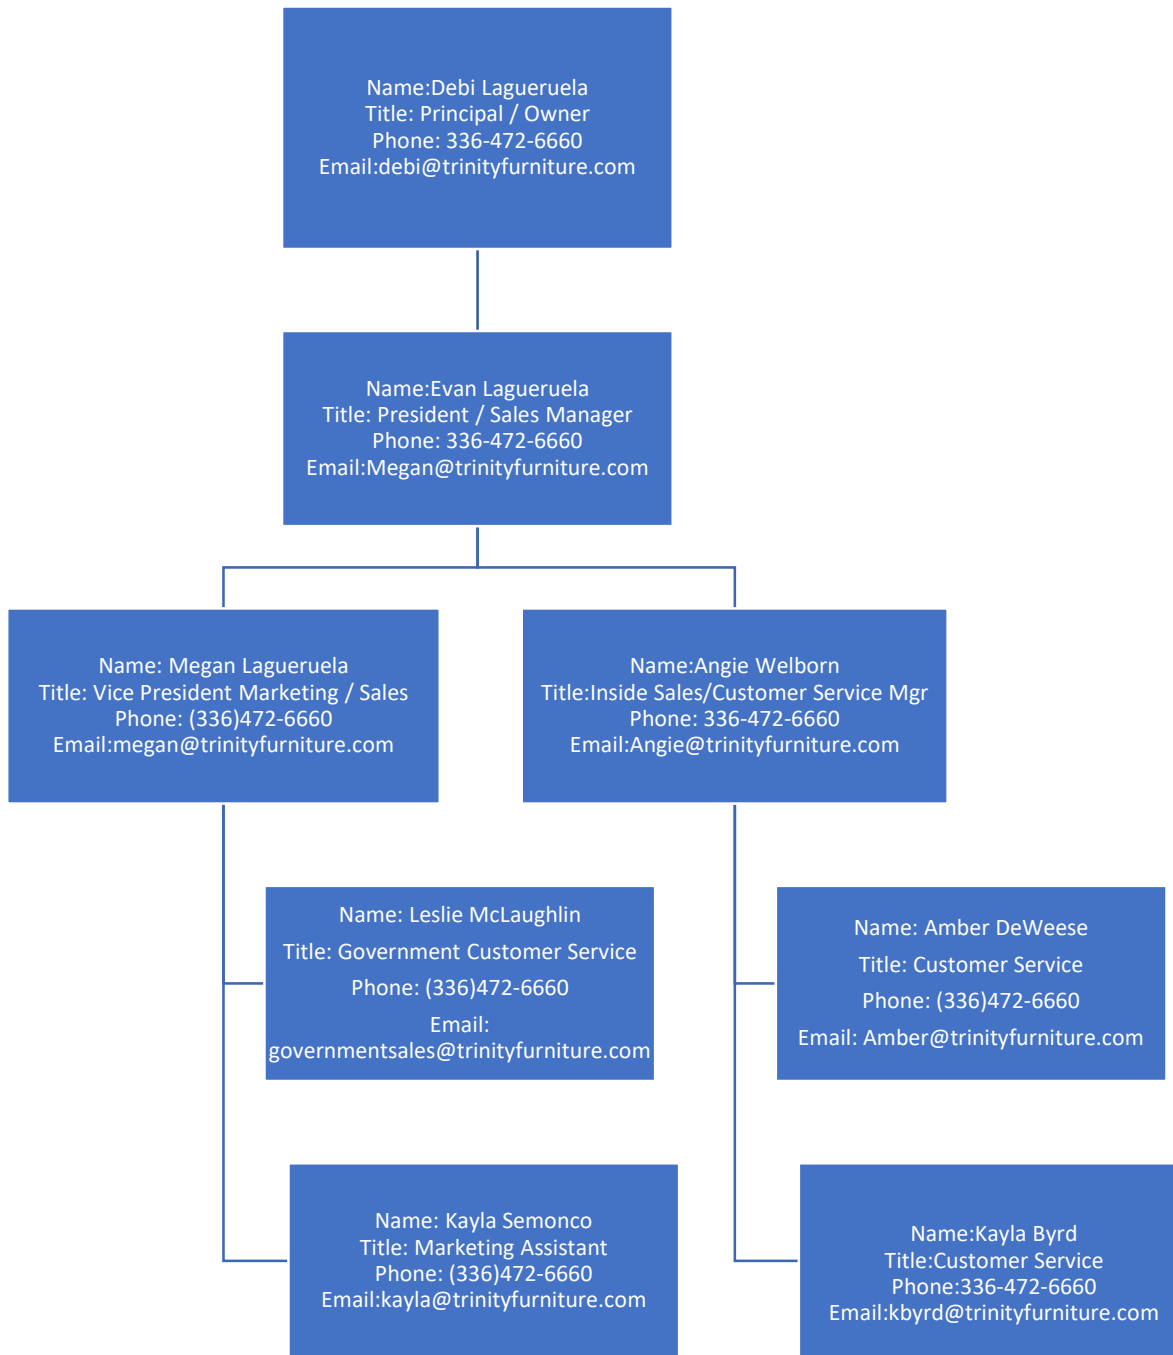 Name:Debi Lagueruela
Title: Principal / Owner
Phone: 336-472-6660
Email:debi@trinityfurniture.com
Name:Evan Lagueruela
Title: President / Sales Manager
Phone: 336-472-6660
Email:Megan@trinityfurniture.com
Name: Megan Lagueruela
Title: Vice President Marketing / Sales
Phone: (336)472-6660
Email:megan@trinityfurniture.com
Name:Angie Welborn
Title:Inside Sales/Customer Service Mgr
Phone: 336-472-6660
Email:Angie@trinityfurniture.com
Name: Leslie McLaughlin
Title: Government Customer Service
Phone: (336)472-6660
Email:
governmentsales@trinityfurniture.com
Name: Amber DeWeese
Title: Customer Service
Phone: (336)472-6660
Email: Amber@trinityfurniture.com
Name: Kayla Semonco
Title: Marketing Assistant
Phone: (336)472-6660
Email:kayla@trinityfurniture.com
Name:Kayla Byrd
Title:Customer Service
Phone:336-472-6660
Email:kbyrd@trinityfurniture.com